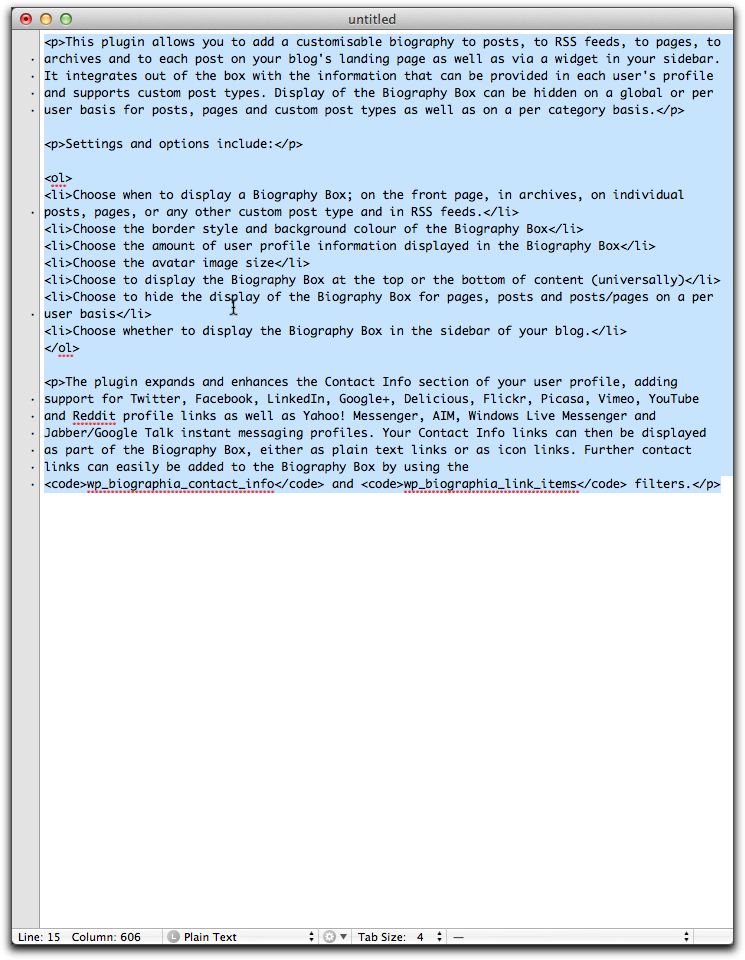 untitled
<p>This plugin allows you to add a customisable biography to posts, to RSS feeds, to pages, to
archives and to each post on your blog's landing page as well as via a widget in your sidebar.
It integrates out of the box with the information that can be provided in each user's profile
and supports custom post types. Display of the Biography Box can be hidden on a global or per
user basis for posts, pages and custom post types as well as on a per category basis.</p>
<p>Settings and options include:</p>
<ol>
<li>Choose when to display a Biography Box; on the front page, in archives, on individual
posts, pages, or any other custom post type and in RSS feeds.</li>
<li>Choose the border style and background colour of the Biography Box</li>
<li>Choose the amount of user profile information displayed in the Biography Box</li>
<li>Choose the avatar image size</li>
<li>Choose to display the Biography Box at the top or the bottom of content (universally)</li>
<li>Choose to hide the display of the Biography Box for pages, posts and posts/pages on a per
user basis</li>
<li>Choose whether to display the Biography Box in the sidebar of your blog.</li>
</ol>
<p>The plugin expands and enhances the Contact Info section of your user profile, adding
support for Twitter, Facebook, LinkedIn, Google+, Delicious, Flickr, Picasa, Vimeo, YouTube
and Reddit profile links as well as Yahoo! Messenger, AIM, Windows Live Messenger and
Jabber/Google Talk instant messaging profiles. Your Contact Info links can then be displayed
as part of the Biography Box, either as plain text links or as icon links. Further contact
links can easily be added to the Biography Box by using the
<code>wp_biographia_contact_info</code> and <code>wp_biographia_link_items</code> filters.</p>
Line: 15 Column: 606 L Plain Text Tab Size: 4 —